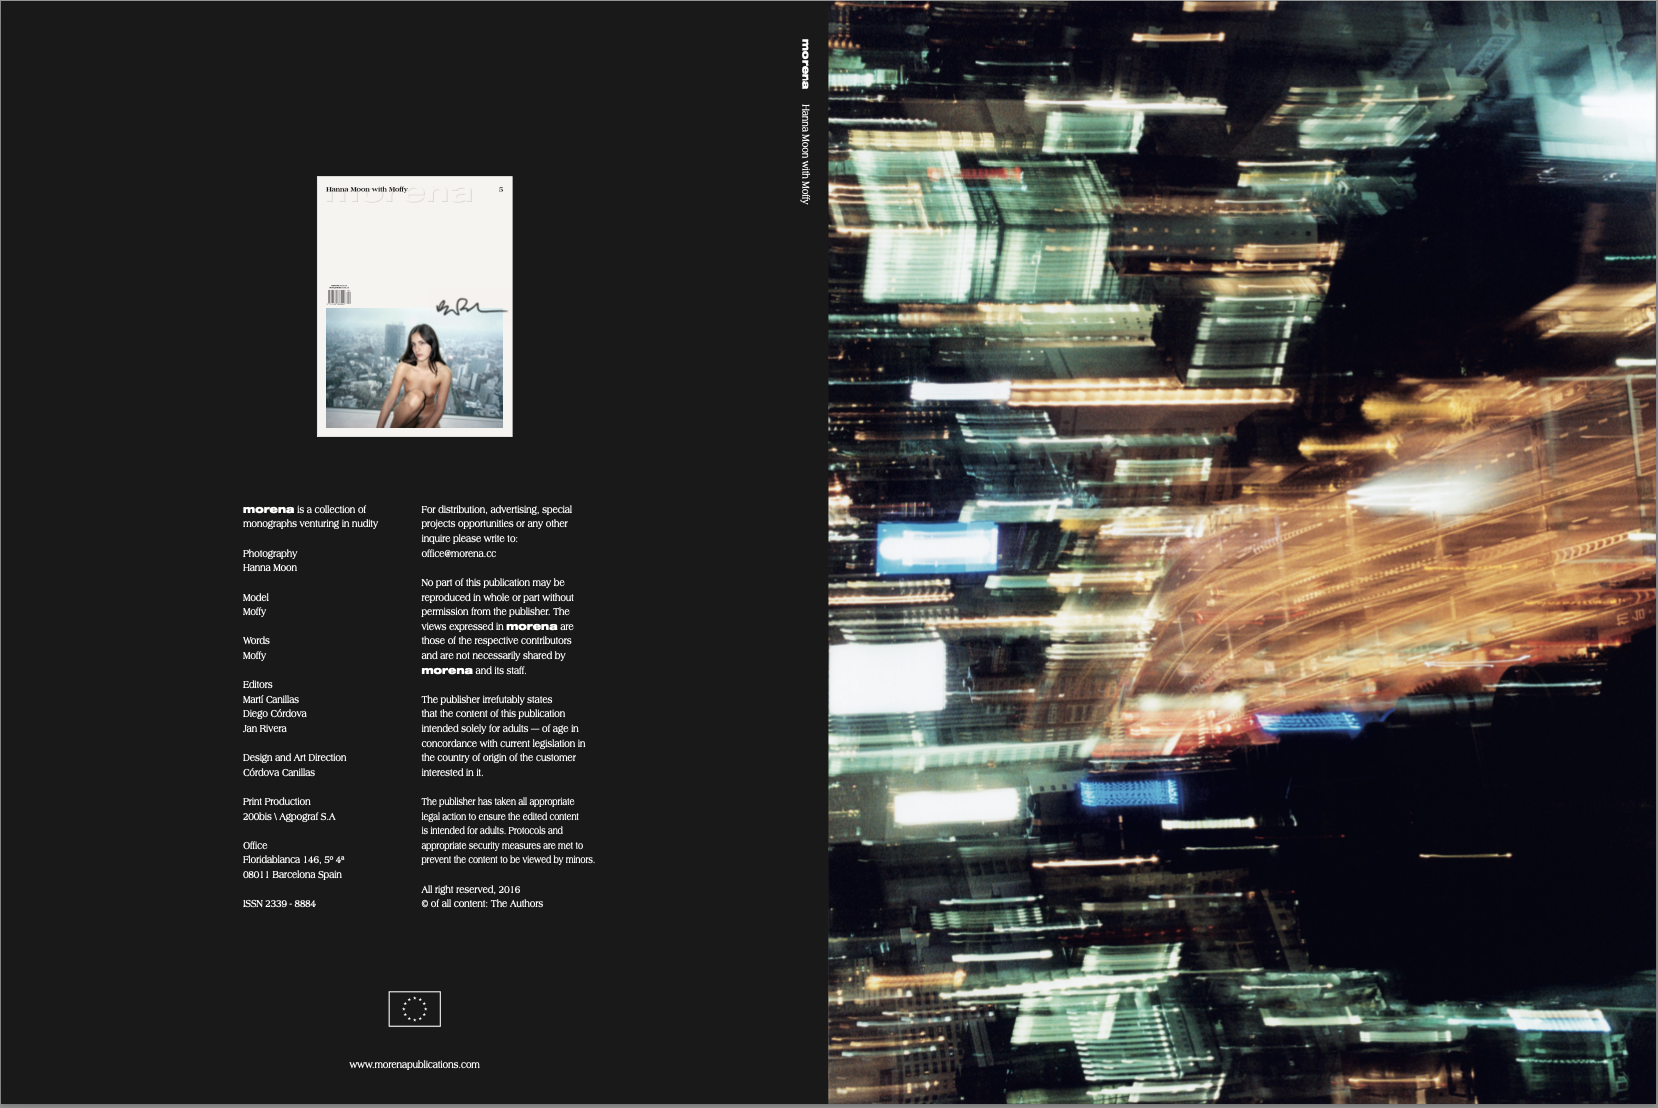 morena Hanna Moon with Moffy
Hanna Moon with Moffy
5
morena
morena is a collection of
monographs venturing in nudity
Photography
Hanna Moon
Model
Moffy
Words
Moffy
Editors
Martí Canillas
Diego Córdova
Jan Rivera
Design and Art Direction
Córdova Canillas
Print Production
200bis \ Agpograf S.A
Office
Floridablanca 146, 5º 4ª
08011 Barcelona Spain
ISSN 2339 - 8884
For distribution, advertising, special
projects opportunities or any other
inquire please write to:
office@morena.cc
No part of this publication may be
reproduced in whole or part without
permission from the publisher. The
views expressed in morena are
those of the respective contributors
and are not necessarily shared by
morena and its staff.
The publisher irrefutably states
that the content of this publication
intended solely for adults — of age in
concordance with current legislation in
the country of origin of the customer
interested in it.
The publisher has taken all appropriate
legal action to ensure the edited content
is intended for adults. Protocols and
appropriate security measures are met to
prevent the content to be viewed by minors.
All right reserved, 2016
© of all content: The Authors
www.morenapublications.com